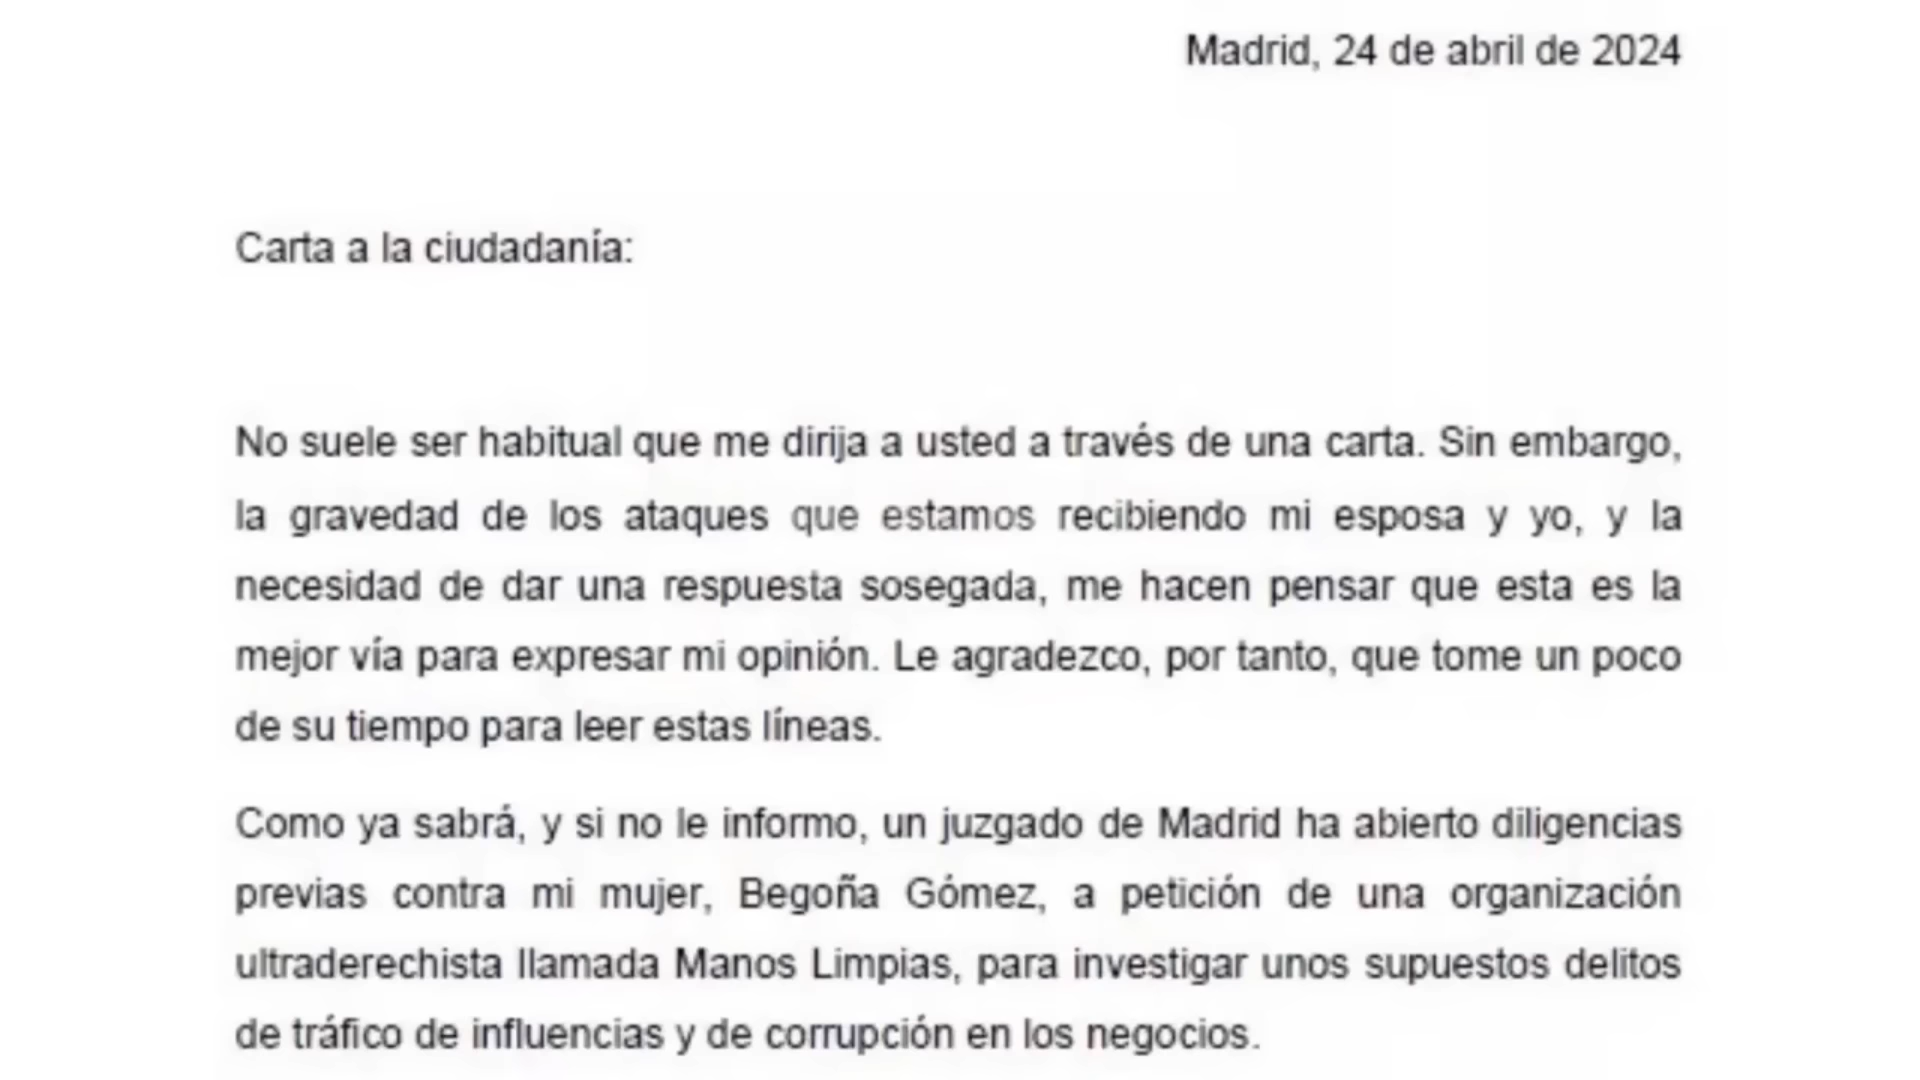 Madrid, 24 de abril de 2024
Carta a la ciudadanía:
No suele ser habitual que me dirija a usted a través de una carta. Sin embargo,
la gravedad de los ataques que estamos recibiendo mi esposa y yo, y la
necesidad de dar una respuesta sosegada, me hacen pensar que esta es la
mejor vía para expresar mi opinión. Le agradezco, por tanto, que tome un poco
de su tiempo para leer estas líneas.
Como ya sabrá, y si no le informo, un juzgado de Madrid ha abierto diligencias
previas contra mi mujer, Begoña Gómez, a petición de una organización
ultraderechista llamada Manos Limpias, para investigar unos supuestos delitos
de tráfico de influencias y de corrupción en los negocios.